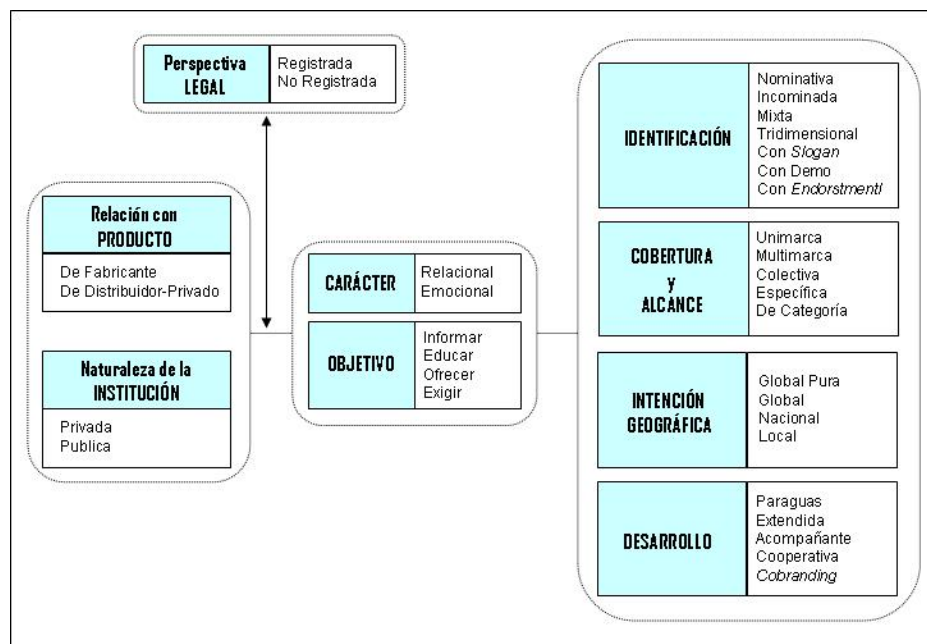 Perspectiva
LEGAL
Registrada
No Registrada
Relación con
PRODUCTO
De Fabricante
De Distribuidor-Privado
Naturaleza de la
INSTITUCIÓN
Privada
Publica
CARÁCTER
Relacional
Emocional
OBJETIVO
Informar
Educar
Ofrecer
Exigir
IDENTIFICACIÓN
Nominativa
Incominada
Mixta
Tridimensional
Con Slogan
Con Demo
Con Endorstmentl
COBERTURA
y
ALCANCE
Unimarca
Multimarca
Colectiva
Específica
De Categoría
INTENCIÓN
GEOGRÁFICA
Global Pura
Global
Nacional
Local
DESARROLLO
Paraguas
Extendida
Acompañante
Cooperativa
Cobranding